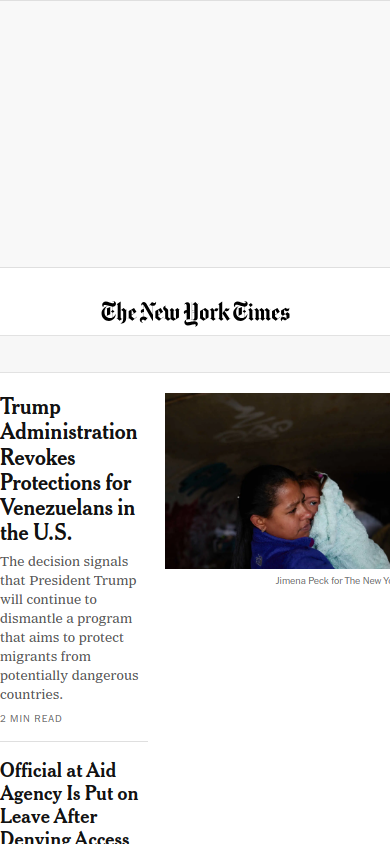 The New York Times
Trump
Administration
Revokes
Protections for
Venezuelans in
the U.S.
The decision signals
that President Trump
will continue to
dismantle a program
that aims to protect
migrants from
potentially dangerous
countries.
2 MIN READ
Jimena Peck for The New Yo
Official at Aid
Agency Is Put on
Leave After
Denying Access